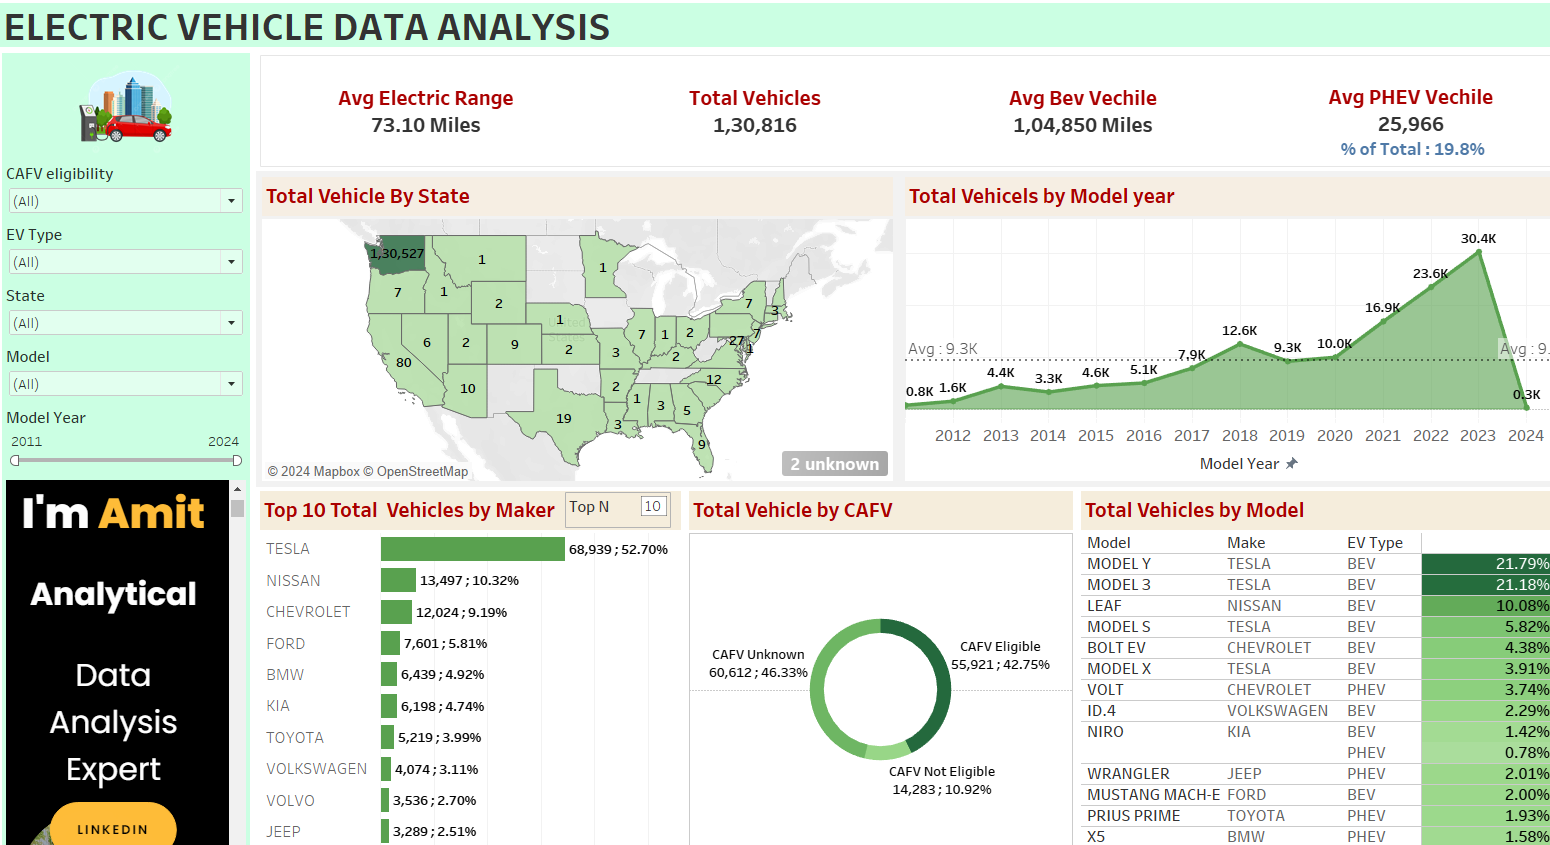 ELECTRIC VEHICLE DATA ANALYSIS
CAFV eligibility
(All)
EV Type
(All)
State
(All)
Model
(All)
Model Year
2011 2024
I'm Amit
Analytical
Data
Analysis
Expert
LINKEDIN
Avg Electric Range
73.10 Miles
Total Vehicles
1,30,816
Avg Bev Vechile
1,04,850 Miles
Avg PHEV Vechile
25,966
% of Total : 19.8%
Total Vehicle By State
1,30,527
1
1
7
1
2
7
3
1
United
States
6
2
9
2
7
1
2
27
7
1
80
3
2
10
2
12
19
1
3
5
3
9
2 unknown
© 2024 Mapbox © OpenStreetMap
Total Vehicels by Model year
30.4K
23.6K
16.9K
12.6K
Avg : 9.3K
7.9K
9.3K
10.0K
Avg : 9.
0.8K
1.6K
4.4K
3.3K
4.6K
5.1K
0.3K
2012 2013 2014 2015 2016 2017 2018 2019 2020 2021 2022 2023 2024
Model Year
Top 10 Total Vehicles by Maker
Top N 10
TESLA 68,939 ; 52.70%
NISSAN 13,497 ; 10.32%
CHEVROLET 12,024 ; 9.19%
FORD 7,601 ; 5.81%
BMW 6,439 ; 4.92%
KIA 6,198 ; 4.74%
TOYOTA 5,219 ; 3.99%
VOLKSWAGEN 4,074 ; 3.11%
VOLVO 3,536 ; 2.70%
JEEP 3,289 ; 2.51%
Total Vehicle by CAFV
CAFV Unknown
60,612 ; 46.33%
CAFV Eligible
55,921 ; 42.75%
CAFV Not Eligible
14,283 ; 10.92%
Total Vehicles by Model
Model Make EV Type
MODEL Y TESLA BEV 21.79%
MODEL 3 TESLA BEV 21.18%
LEAF NISSAN BEV 10.08%
MODEL S TESLA BEV 5.82%
BOLT EV CHEVROLET BEV 4.38%
MODEL X TESLA BEV 3.91%
VOLT CHEVROLET PHEV 3.74%
ID.4 VOLKSWAGEN BEV 2.29%
NIRO KIA BEV 1.42%
PHEV 0.78%
WRANGLER JEEP PHEV 2.01%
MUSTANG MACH-E FORD BEV 2.00%
PRIUS PRIME TOYOTA PHEV 1.93%
X5 BMW PHEV 1.58%